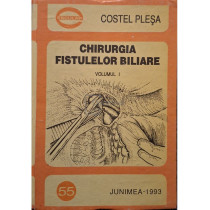 COSTEL PLEȘA
CHIRURGIA
FISTULELOR BILIARE
VOLUMUL I
55
JUNIMEA-1993